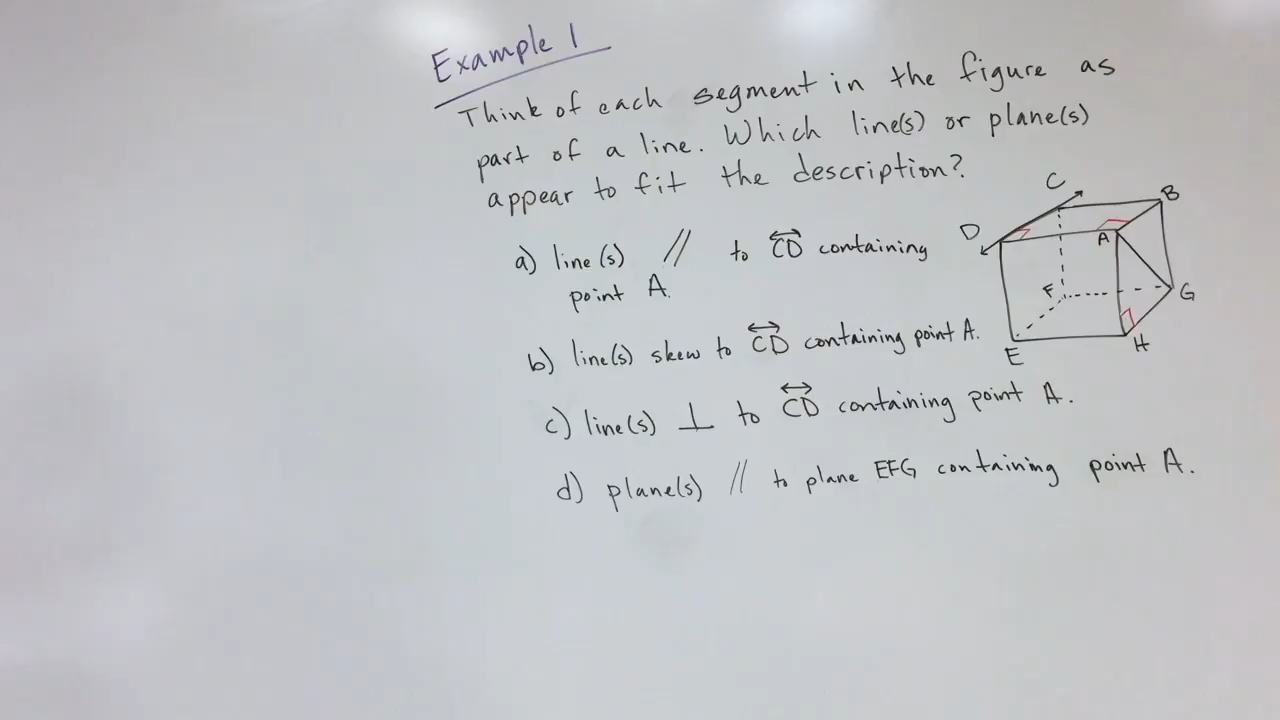 Example 1
Think of each segment in the figure as
part of a line. Which line(s) or plane(s)
appear to fit the description?
a) line(s) // to CD containing
point A.
b) line(s) skew to CD containing point A.
c) line(s) ⊥ to CD containing point A.
d) plane(s) // to plane EFG containing point A.
C
B
D
A
F
G
E
H